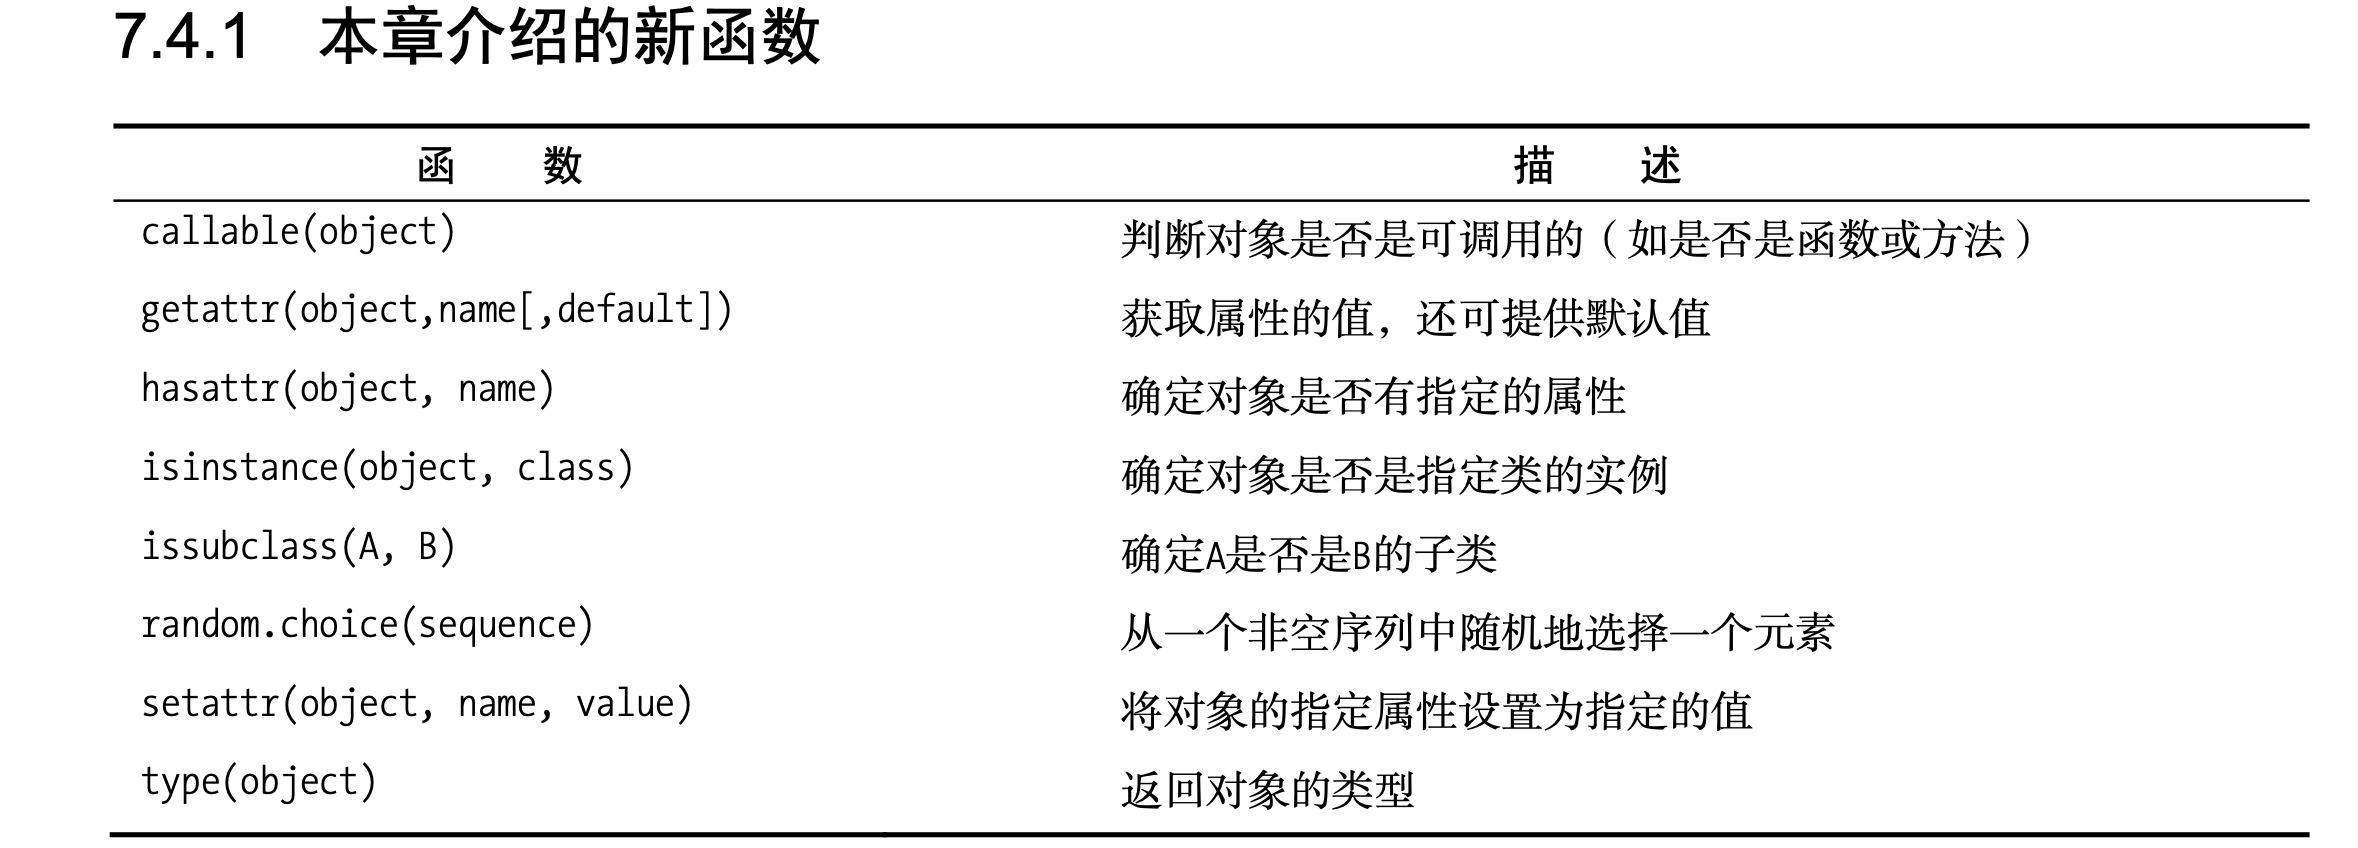 7.4.1 本章介绍的新函数
函 数 描 述
callable(object) 判断对象是否是可调用的（如是否是函数或方法）
getattr(object,name[,default]) 获取属性的值，还可提供默认值
hasattr(object, name) 确定对象是否有指定的属性
isinstance(object, class) 确定对象是否是指定类的实例
issubclass(A, B) 确定A是否是B的子类
random.choice(sequence) 从一个非空序列中随机地选择一个元素
setattr(object, name, value) 将对象的指定属性设置为指定的值
type(object) 返回对象的类型